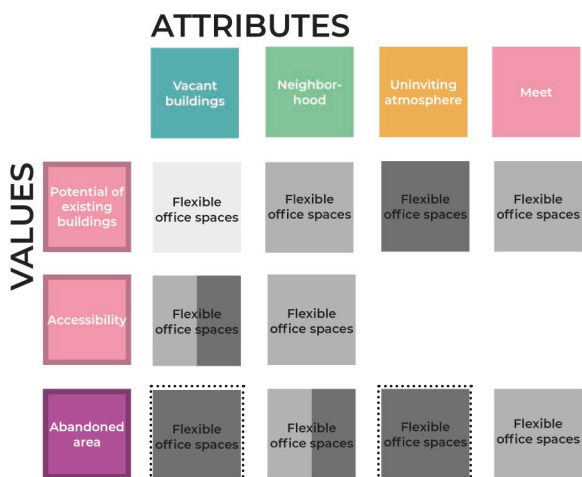 ATTRIBUTES
Vacant
buildings
Neighbor-
hood
Uninviting
atmosphere
Meet
VALUES
Potential of
existing
buildings
Flexible
office spaces
Flexible
office spaces
Flexible
office spaces
Flexible
office spaces
Accessibility
Flexible
office spaces
Flexible
office spaces
Abandoned
area
Flexible
office spaces
Flexible
office spaces
Flexible
office spaces
Flexible
office spaces